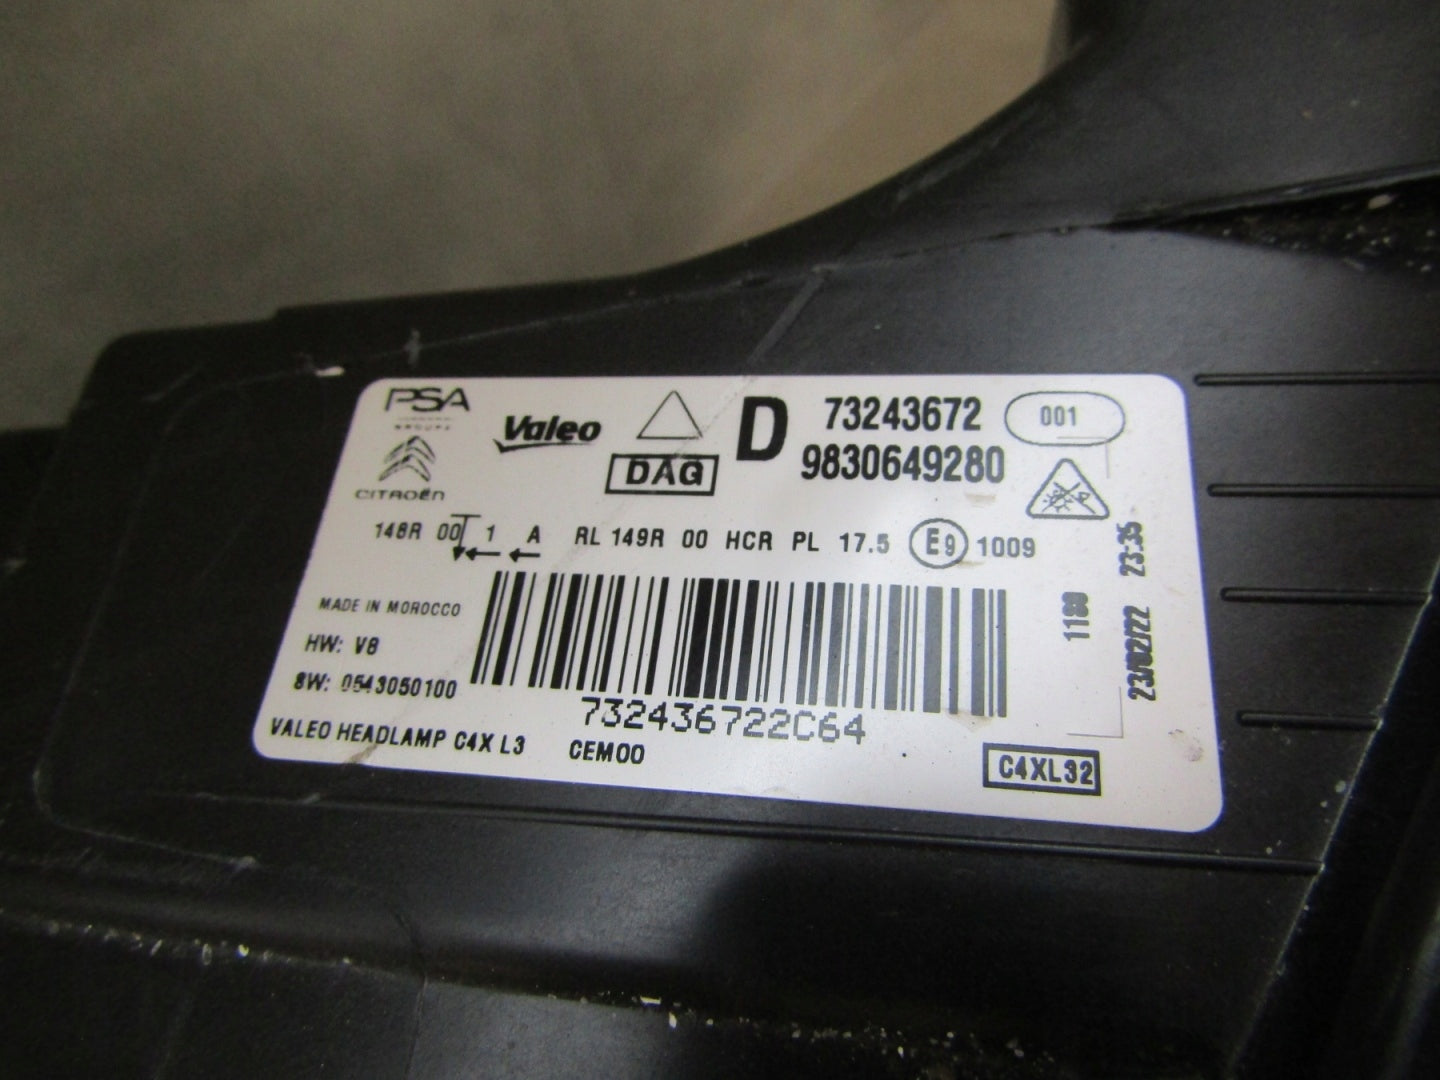 PSA
GROUPE
CITROËN
Valeo
DAG
D
73243672
001
9830649280
148R 00 1 A RL 149R 00 HCR PL 17.5 E9 1009
MADE IN MOROCCO
HW: V8
SW: 0543050100
732436722C64
VALEO HEADLAMP C4X L3 CEM00
C4XL32
1180
23/02/22 23:35